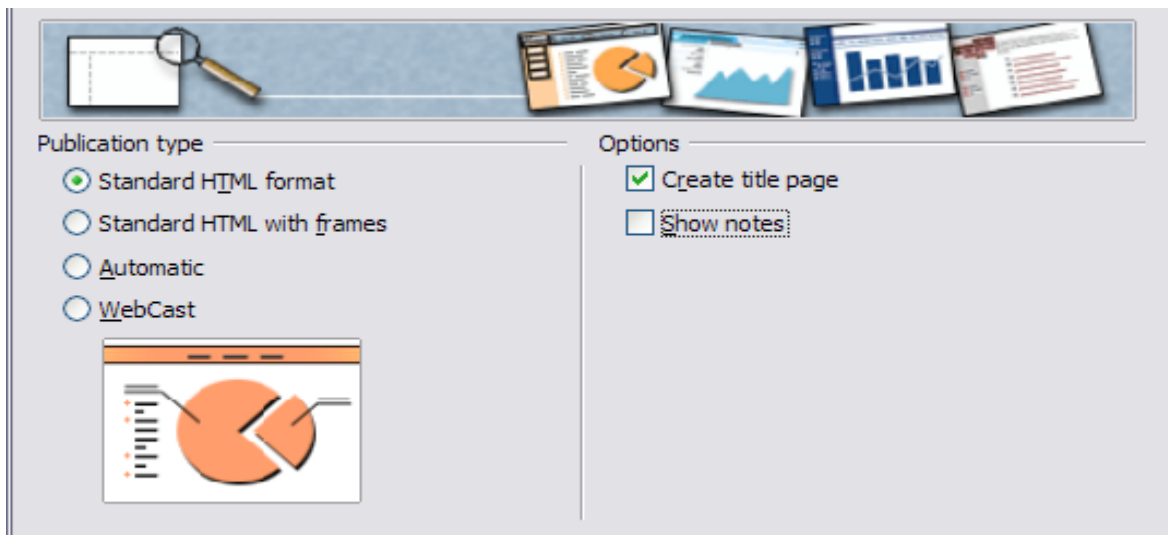 Publication type
Standard HTML format
Standard HTML with frames
Automatic
WebCast
Options
Create title page
Show notes